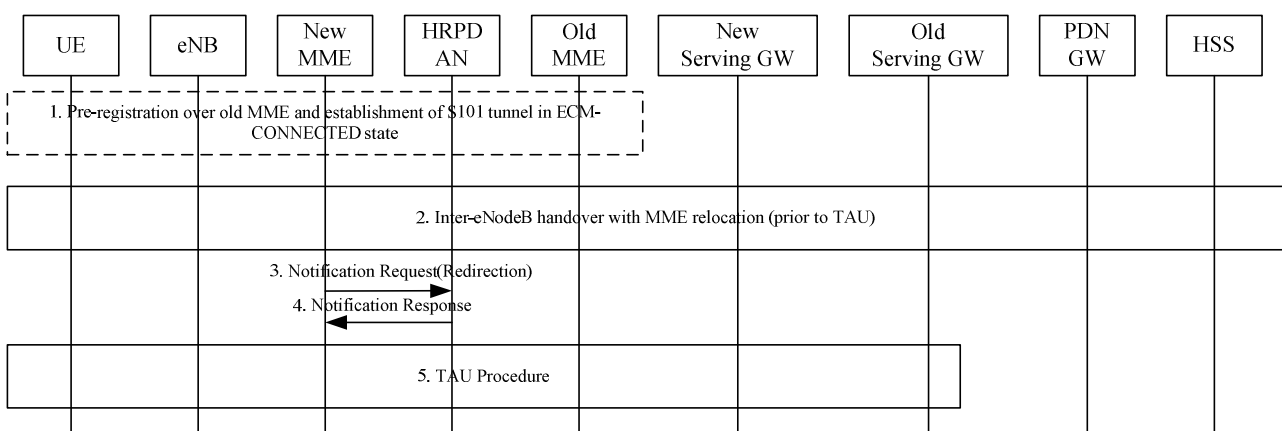 UE
eNB
New
MME
HRPD
AN
Old
MME
New
Serving GW
Old
Serving GW
PDN
GW
HSS
1. Pre-registration over old MME and establishment of S101 tunnel in ECM-
CONNECTED state
2. Inter-eNodeB handover with MME relocation (prior to TAU)
3. Notification Request(Redirection)
4. Notification Response
5. TAU Procedure